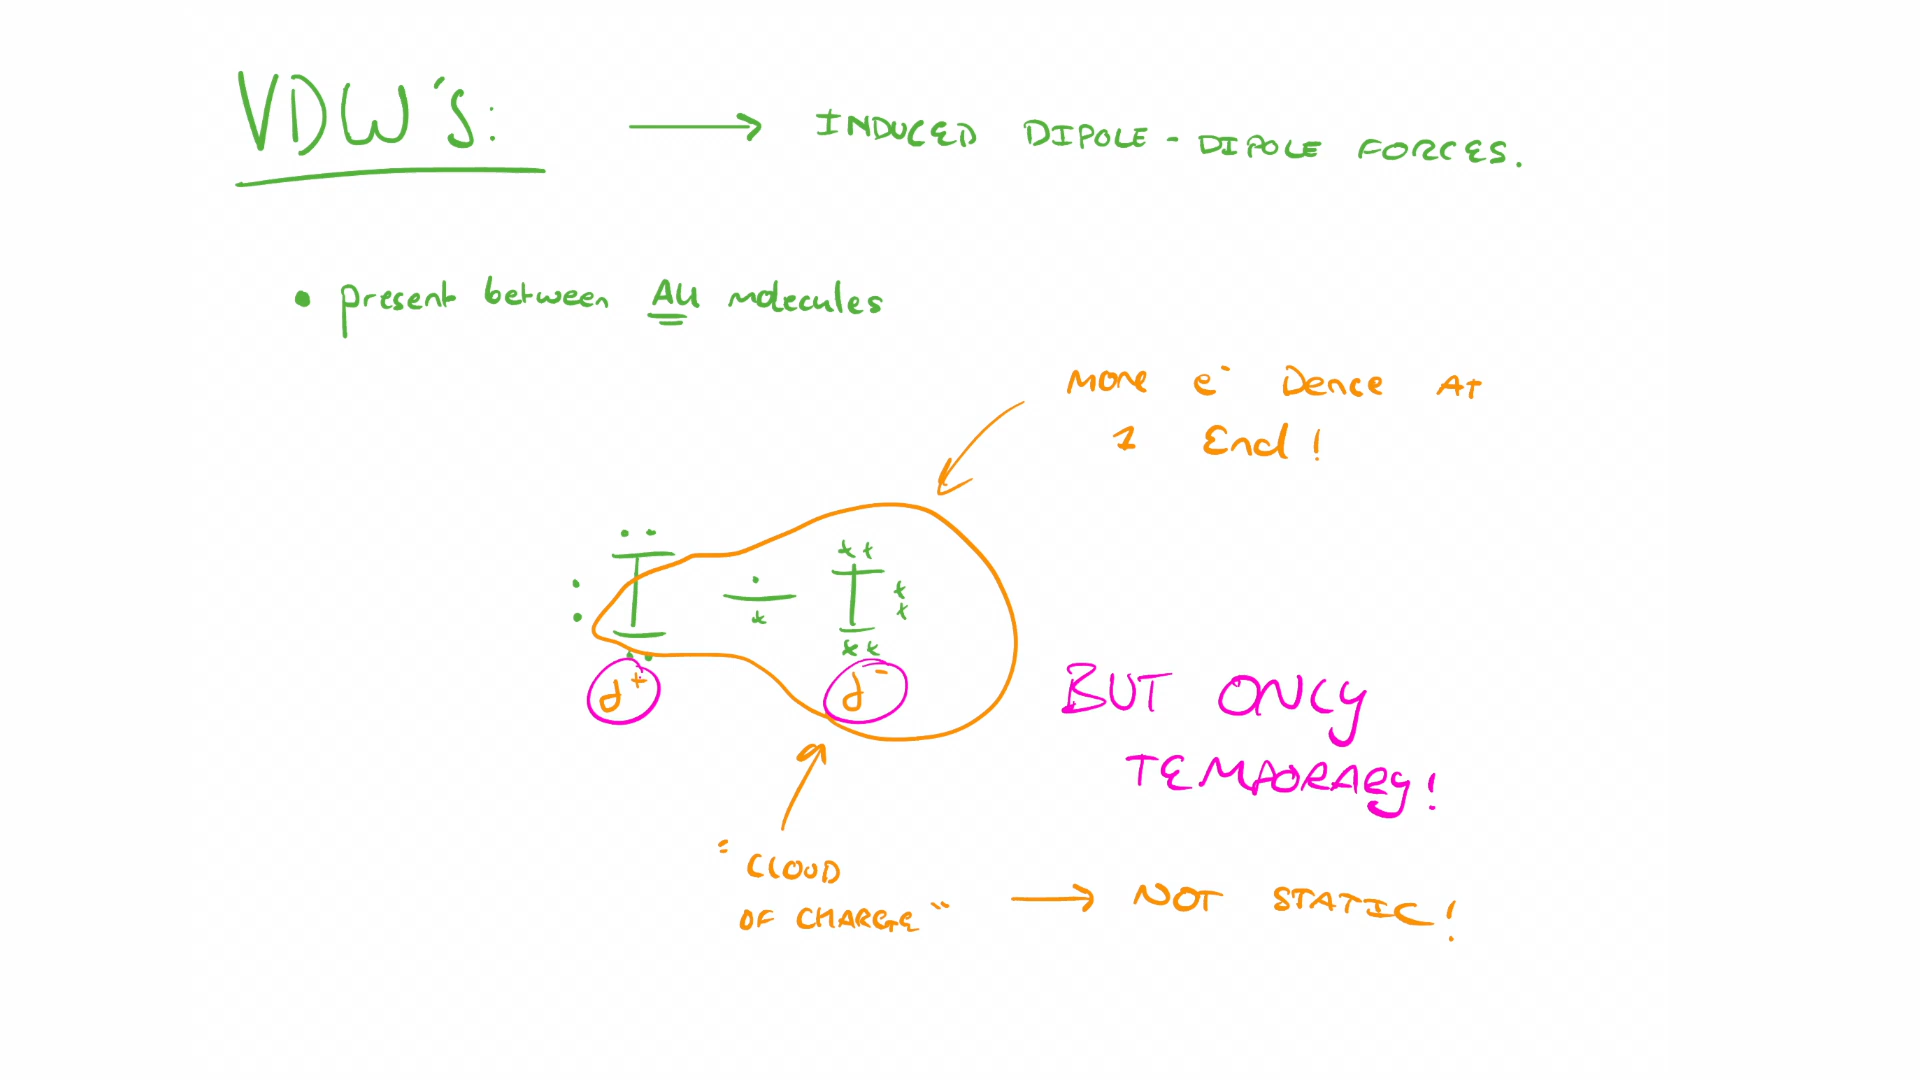 VDW'S: → INDUCED DIPOLE - DIPOLE FORCES.
• present between All molecules
MORE e⁻ Dence At
1 End!
I ÷ I
δ⁺ δ⁻
BUT ONLY
TEMPORARY!
"CLOUD
OF CHARGE" → NOT STATIC!